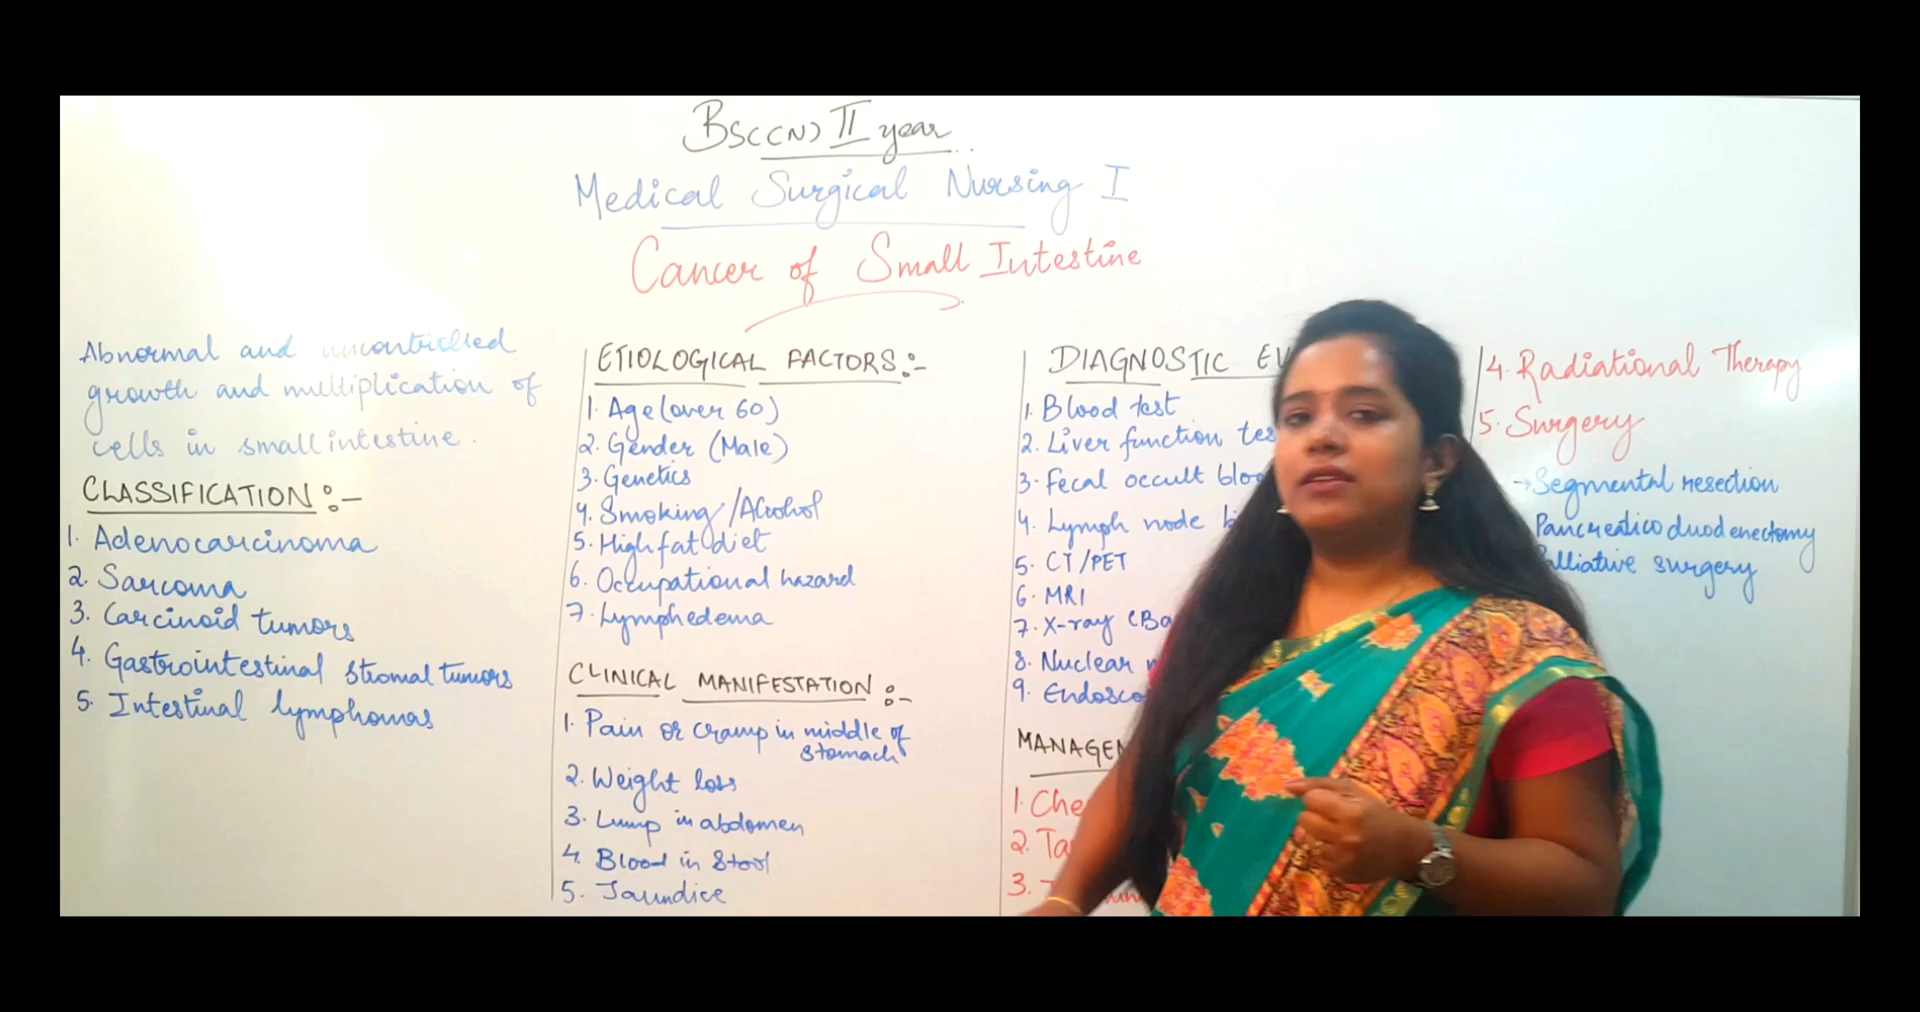 BSC(N) II year
Medical Surgical Nursing I
Cancer of Small Intestine
Abnormal and uncontrolled
growth and multiplication of
cells in small intestine.
CLASSIFICATION :-
1. Adenocarcinoma
2. Sarcoma
3. Carcinoid tumors
4. Gastrointestinal stromal tumors
5. Intestinal lymphomas
ETIOLOGICAL FACTORS :-
1. Age (over 60)
2. Gender (Male)
3. Genetics
4. Smoking/Alcohol
5. High fat diet
6. Occupational hazard
7. Lymphedema
CLINICAL MANIFESTATION :-
1. Pain or cramp in middle of
stomach
2. Weight loss
3. Lump in abdomen
4. Blood in stool
5. Jaundice
DIAGNOSTIC
1. Blood test
2. Liver function
3. Fecal occult
4. Lymph node
5. CT/PET
6. MRI
7. X-ray
8. Nuclear
9.
1.
2.
3.
4. Radiational Therapy
5. Surgery
→ Segmental resection
Pancreaticoduodenectomy
surgery